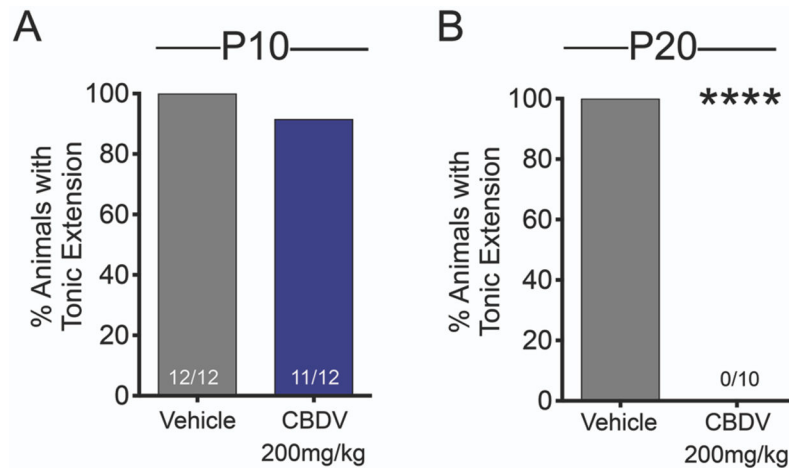 A
P10
% Animals with
Tonic Extension
100
80
60
40
20
0
12/12
11/12
Vehicle
CBDV
200mg/kg
B
P20
% Animals with
Tonic Extension
100
80
60
40
20
0
****
0/10
Vehicle
CBDV
200mg/kg